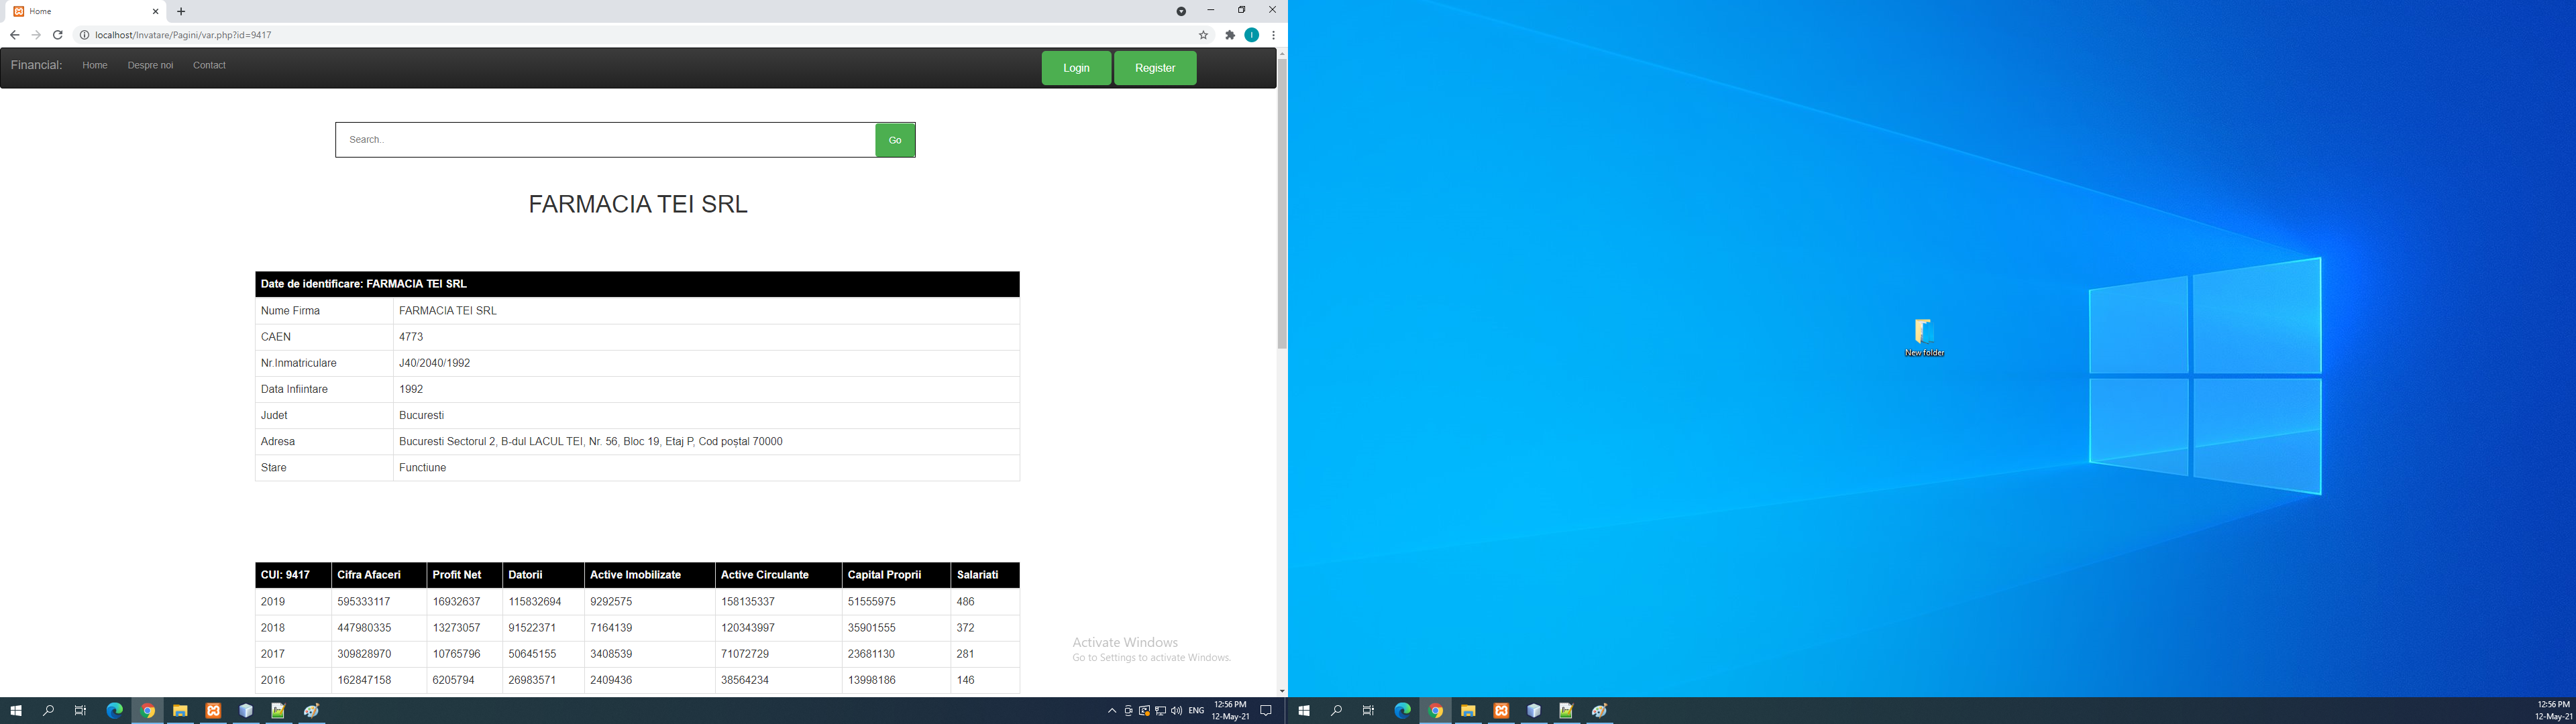 Home
localhost/Invatare/Pagini/var.php?id=9417
Financial: Home Despre noi Contact Login Register
Search.. Go
FARMACIA TEI SRL
Date de identificare: FARMACIA TEI SRL
Nume Firma FARMACIA TEI SRL
CAEN 4773
Nr.Inmatriculare J40/2040/1992
Data Infiintare 1992
Judet Bucuresti
Adresa Bucuresti Sectorul 2, B-dul LACUL TEI, Nr. 56, Bloc 19, Etaj P, Cod poștal 70000
Stare Functiune
CUI: 9417 Cifra Afaceri Profit Net Datorii Active Imobilizate Active Circulante Capital Proprii Salariati
2019 595333117 16932637 115832694 9292575 158135337 51555975 486
2018 447980335 13273057 91522371 7164139 120343997 35901555 372
2017 309828970 10765796 50645155 3408539 71072729 23681130 281
2016 162847158 6205794 26983571 2409436 38564234 13998186 146
Activate Windows
Go to Settings to activate Windows.
ENG
12:56 PM
12-May-21
New folder
12:56 PM
12-May-21